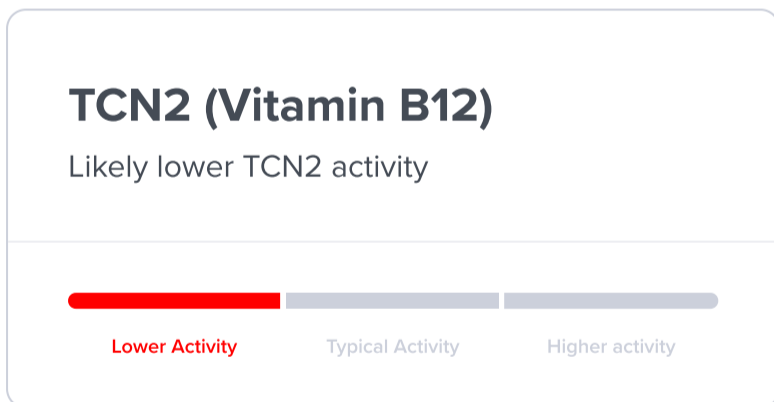 TCN2 (Vitamin B12)
Likely lower TCN2 activity
Lower Activity
Typical Activity
Higher activity